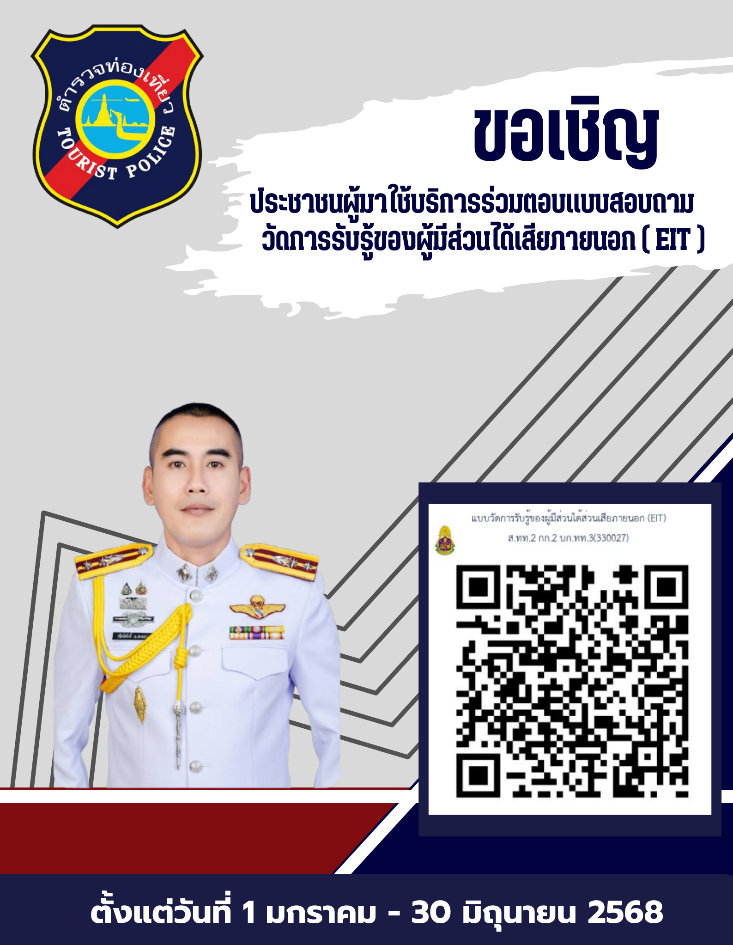 ตำรวจท่องเที่ยว
TOURIST POLICE
ขอเชิญ
ประชาชนผู้มาใช้บริการร่วมตอบแบบสอบถาม
วัดการรับรู้ของผู้มีส่วนได้เสียภายนอก ( EIT )
แบบวัดการรับรู้ของผู้มีส่วนได้ส่วนเสียภายนอก (EIT)
ส.ทท.2 กก.2 บก.ทท.3(330027)
ตั้งแต่วันที่ 1 มกราคม - 30 มิถุนายน 2568